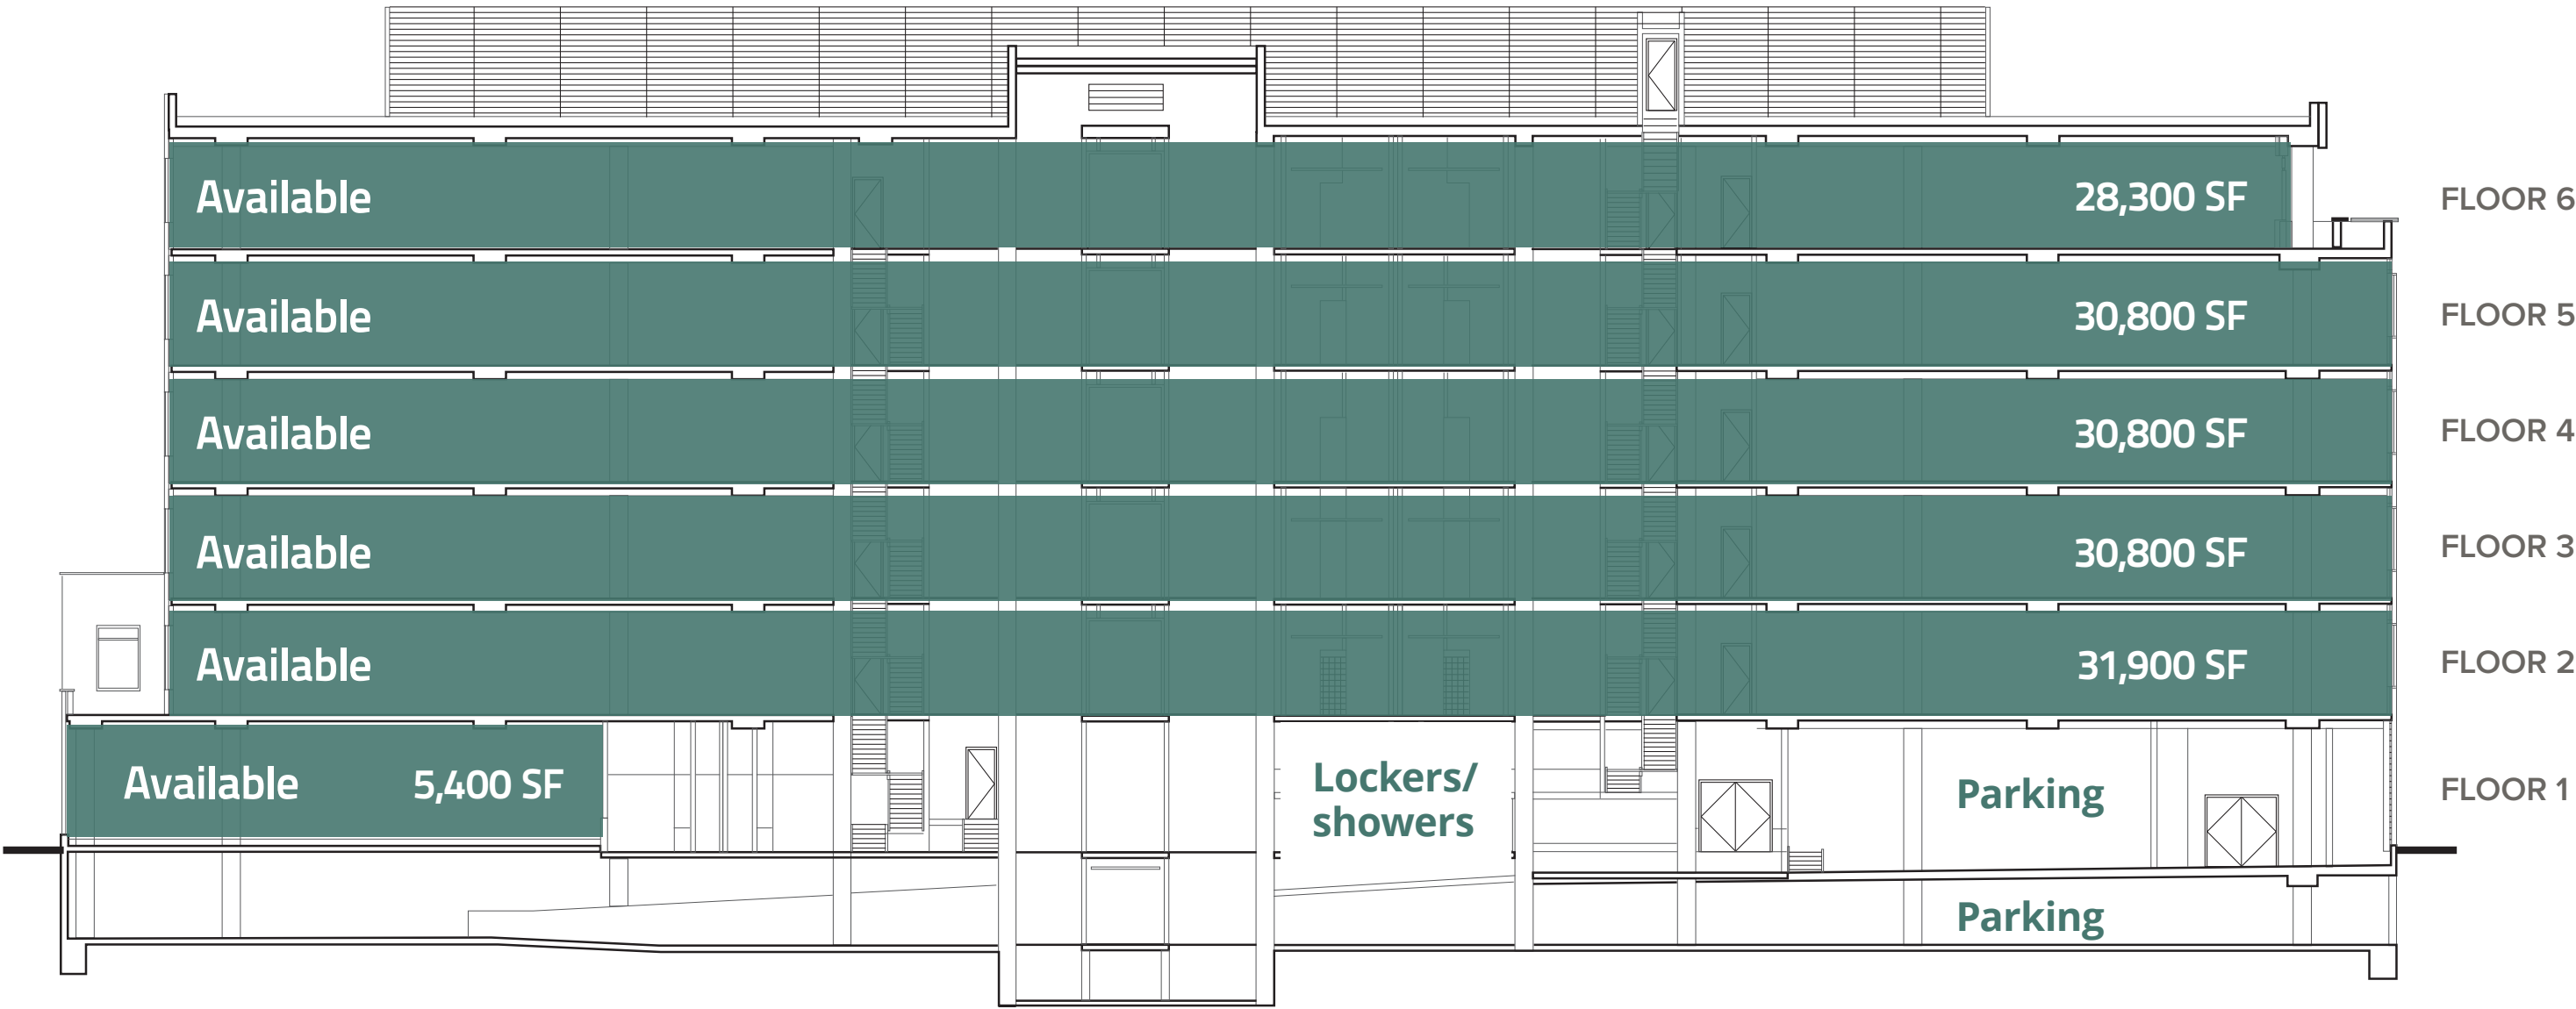 Available 28,300 SF FLOOR 6
Available 30,800 SF FLOOR 5
Available 30,800 SF FLOOR 4
Available 30,800 SF FLOOR 3
Available 31,900 SF FLOOR 2
Available 5,400 SF
Lockers/
showers
Parking
FLOOR 1
Parking